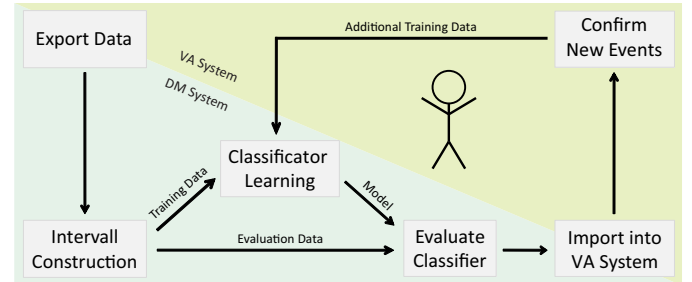 Export Data
Additional Training Data
Confirm
New Events
VA System
DM System
Classificator
Learning
Training Data
Model
Intervall
Construction
Evaluation Data
Evaluate
Classifier
Import into
VA System